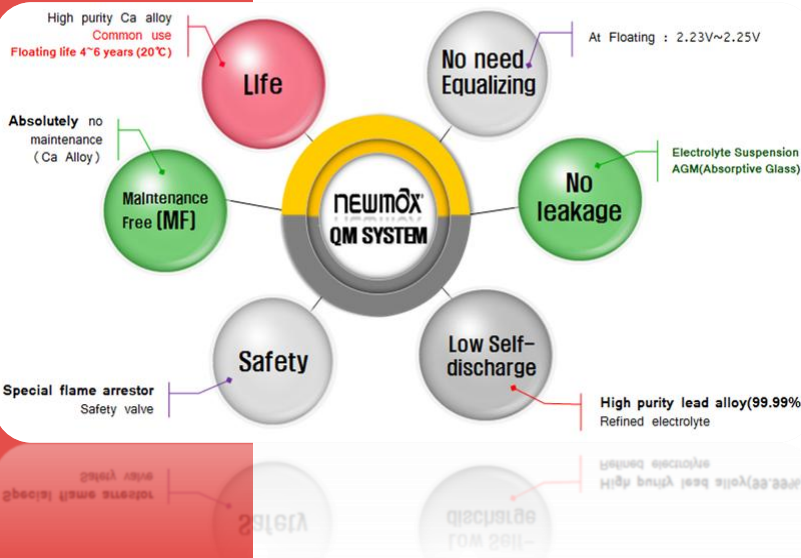 High purity Ca alloy
Common use
Floating life 4~6 years (20℃)
Life
No need
Equalizing
At Floating : 2.23V~2.25V
Absolutely no
maintenance
(Ca Alloy)
Maintenance
Free (MF)
newmax
QM SYSTEM
No
leakage
Electrolyte Suspension
AGM(Absorptive Glass)
Safety
Special flame arrestor
Safety valve
Low Self-
discharge
High purity lead alloy(99.99%
Refined electrolyte